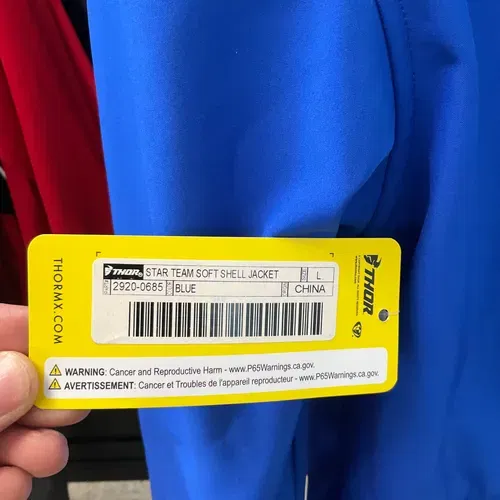 THORMX.COM
THOR STAR TEAM SOFT SHELL JACKET L
2920-0685 BLUE CHINA
WARNING: Cancer and Reproductive Harm - www.P65Warnings.ca.gov.
AVERTISSEMENT: Cancer et Troubles de l'appareil reproducteur - www.P65Warnings.ca.gov.
THOR